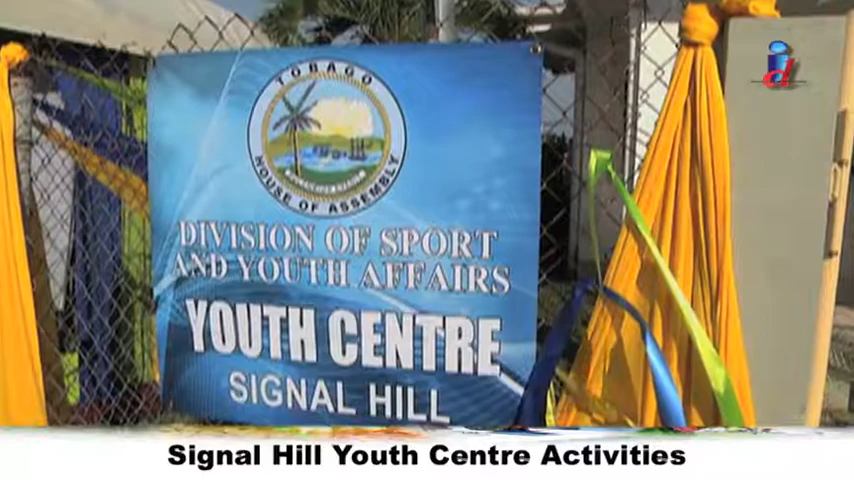 id
TOBAGO
HOUSE OF ASSEMBLY
DIVISION OF SPORT
AND YOUTH AFFAIRS
YOUTH CENTRE
SIGNAL HILL
Signal Hill Youth Centre Activities